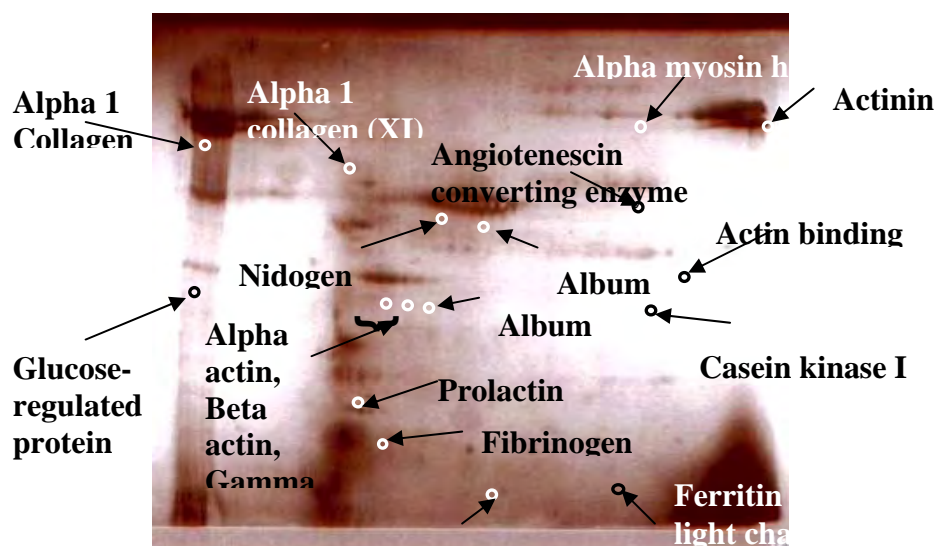 Alpha myosin h
Alpha 1
Collagen
Alpha 1
collagen (XI)
Actinin
Angiotenescin
converting enzyme
Actin binding
Nidogen
Album
Album
Alpha
actin,
Beta
actin,
Gamma
Glucose-
regulated
protein
Prolactin
Casein kinase I
Fibrinogen
Ferritin
light cha